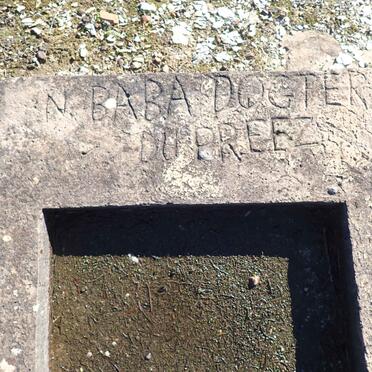 N. BABA DOGTER
DU PREEZ